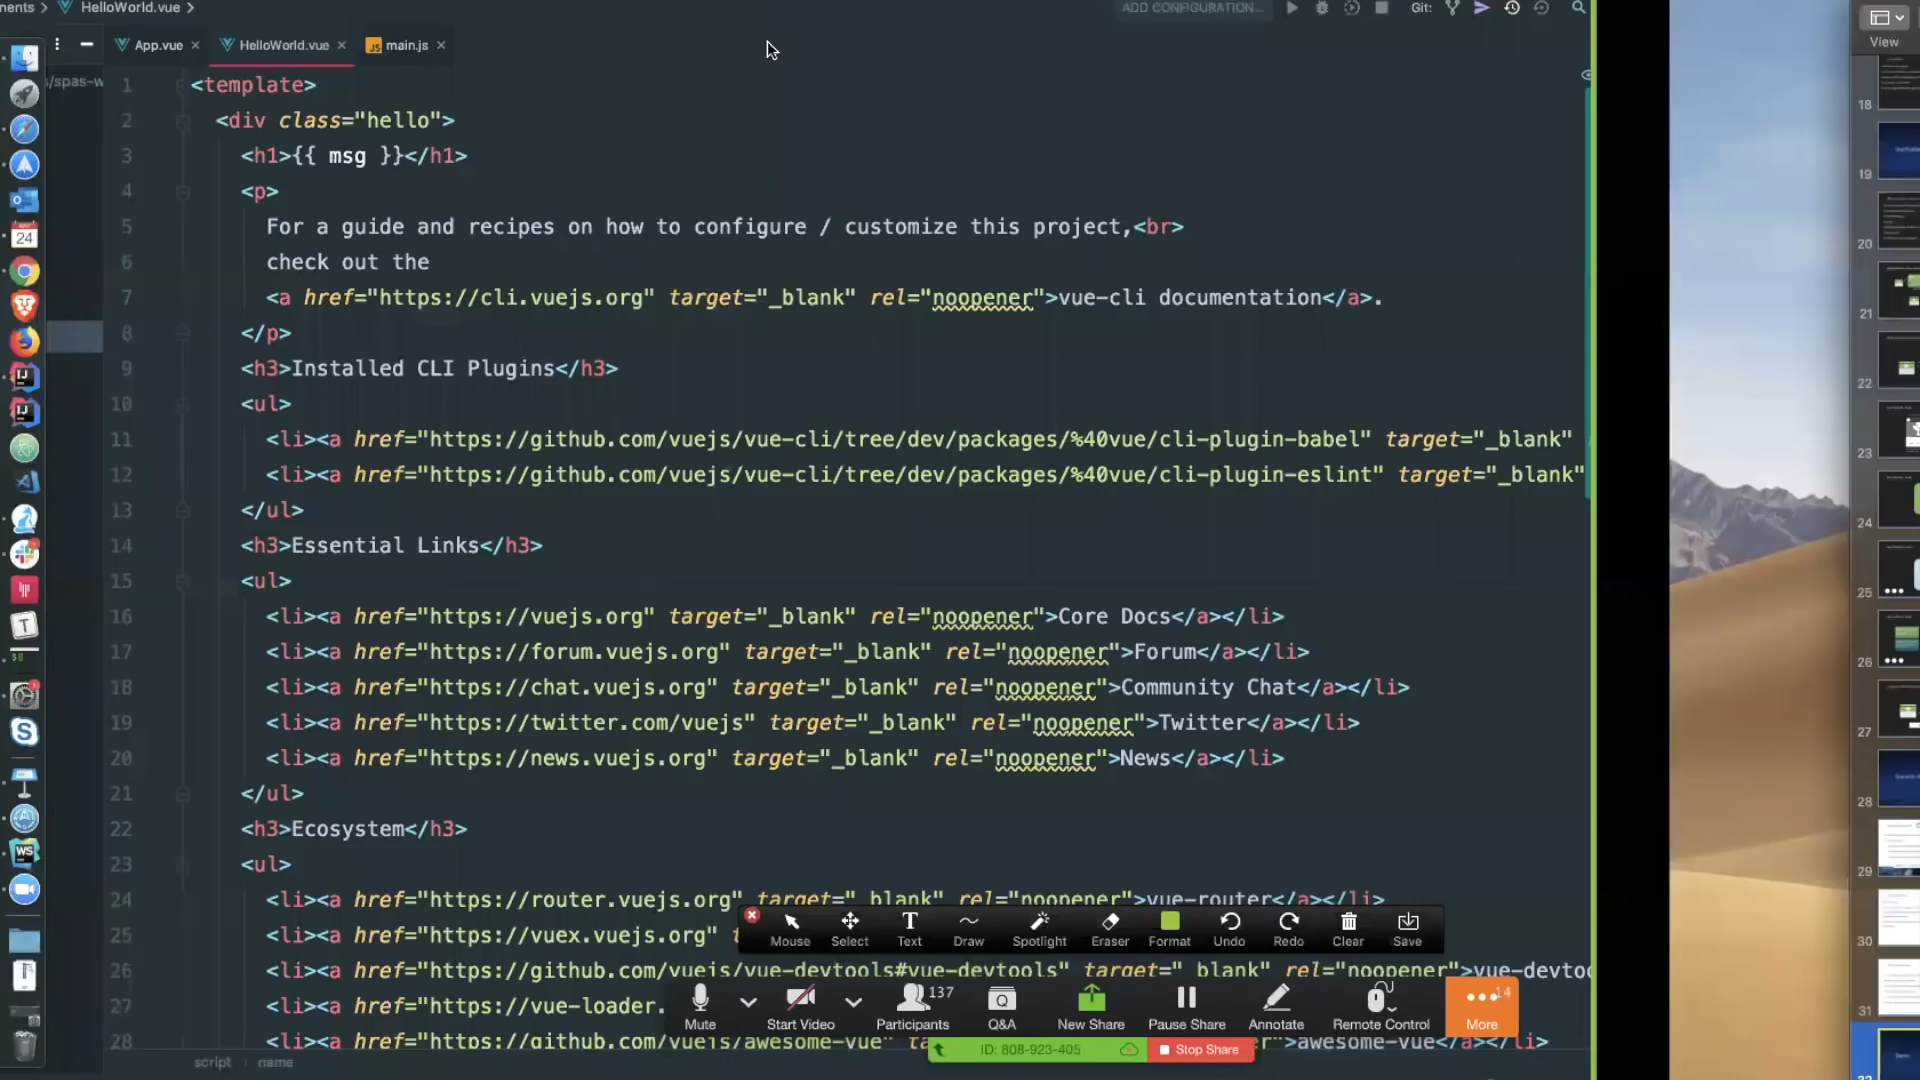 nents > HelloWorld.vue >
ADD CONFIGURATION...
Git:
App.vue
HelloWorld.vue
main.js
View
/spas-w
1 <template>
2 <div class="hello">
3 <h1>{{ msg }}</h1>
4 <p>
5 For a guide and recipes on how to configure / customize this project,<br>
6 check out the
7 <a href="https://cli.vuejs.org" target="_blank" rel="noopener">vue-cli documentation</a>.
8 </p>
9 <h3>Installed CLI Plugins</h3>
10 <ul>
11 <li><a href="https://github.com/vuejs/vue-cli/tree/dev/packages/%40vue/cli-plugin-babel" target="_blank"
12 <li><a href="https://github.com/vuejs/vue-cli/tree/dev/packages/%40vue/cli-plugin-eslint" target="_blank"
13 </ul>
14 <h3>Essential Links</h3>
15 <ul>
16 <li><a href="https://vuejs.org" target="_blank" rel="noopener">Core Docs</a></li>
17 <li><a href="https://forum.vuejs.org" target="_blank" rel="noopener">Forum</a></li>
18 <li><a href="https://chat.vuejs.org" target="_blank" rel="noopener">Community Chat</a></li>
19 <li><a href="https://twitter.com/vuejs" target="_blank" rel="noopener">Twitter</a></li>
20 <li><a href="https://news.vuejs.org" target="_blank" rel="noopener">News</a></li>
21 </ul>
22 <h3>Ecosystem</h3>
23 <ul>
24 <li><a href="https://router.vuejs.org" target="_blank" rel="noopener">vue-router</a></li>
25 <li><a href="https://vuex.vuejs.org" t
26 <li><a href="https://github.com/vuejs/vue-devtools#vue-devtools" target="_blank" rel="noopener">vue-devtoo
27 <li><a href="https://vue-loader.
28 <li><a href="https://github.com/vuejs/awesome-vue" ta er">awesome-vue</a></li>
script name
Mouse Select Text Draw Spotlight Eraser Format Undo Redo Clear Save
137
14
Mute Start Video Participants Q&A New Share Pause Share Annotate Remote Control More
ID: 808-923-405 Stop Share
24
IJ
IJ
T
WS
18
19
20
21
22
23
24
25
26
27
28
29
30
31
32